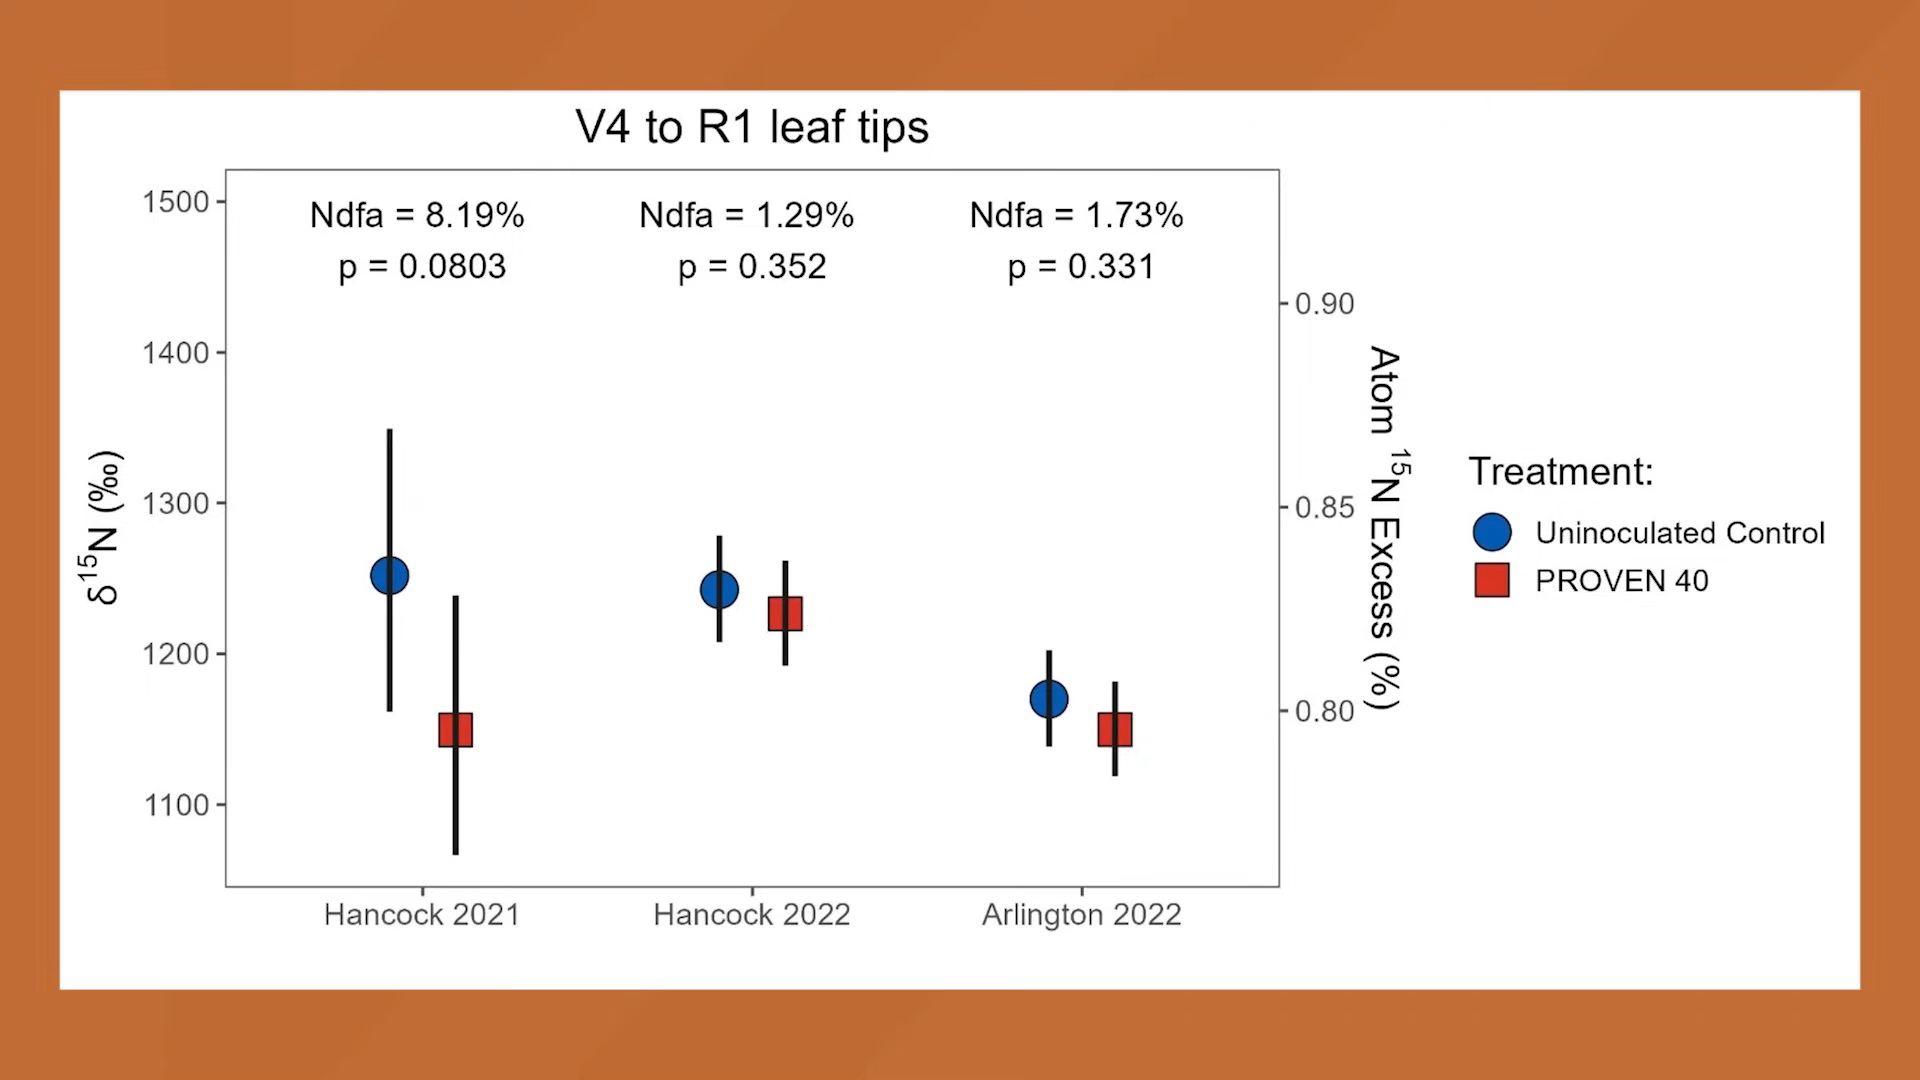 V4 to R1 leaf tips
Ndfa = 8.19%
p = 0.0803
Ndfa = 1.29%
p = 0.352
Ndfa = 1.73%
p = 0.331
δ¹⁵N (‰)
1500
1400
1300
1200
1100
0.90
0.85
0.80
Atom ¹⁵N Excess (%)
Hancock 2021
Hancock 2022
Arlington 2022
Treatment:
Uninoculated Control
PROVEN 40